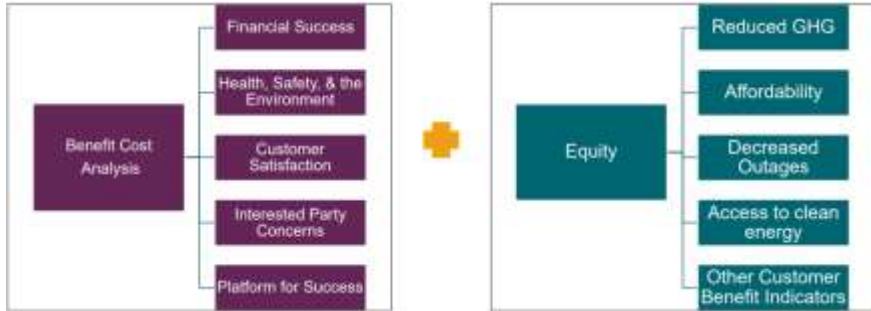 Financial Success
Health, Safety, & the
Environment
Benefit Cost
Analysis
Customer
Satisfaction
Interested Party
Concerns
Platform for Success
Reduced GHG
Affordability
Equity
Decreased
Outages
Access to clean
energy
Other Customer
Benefit Indicators